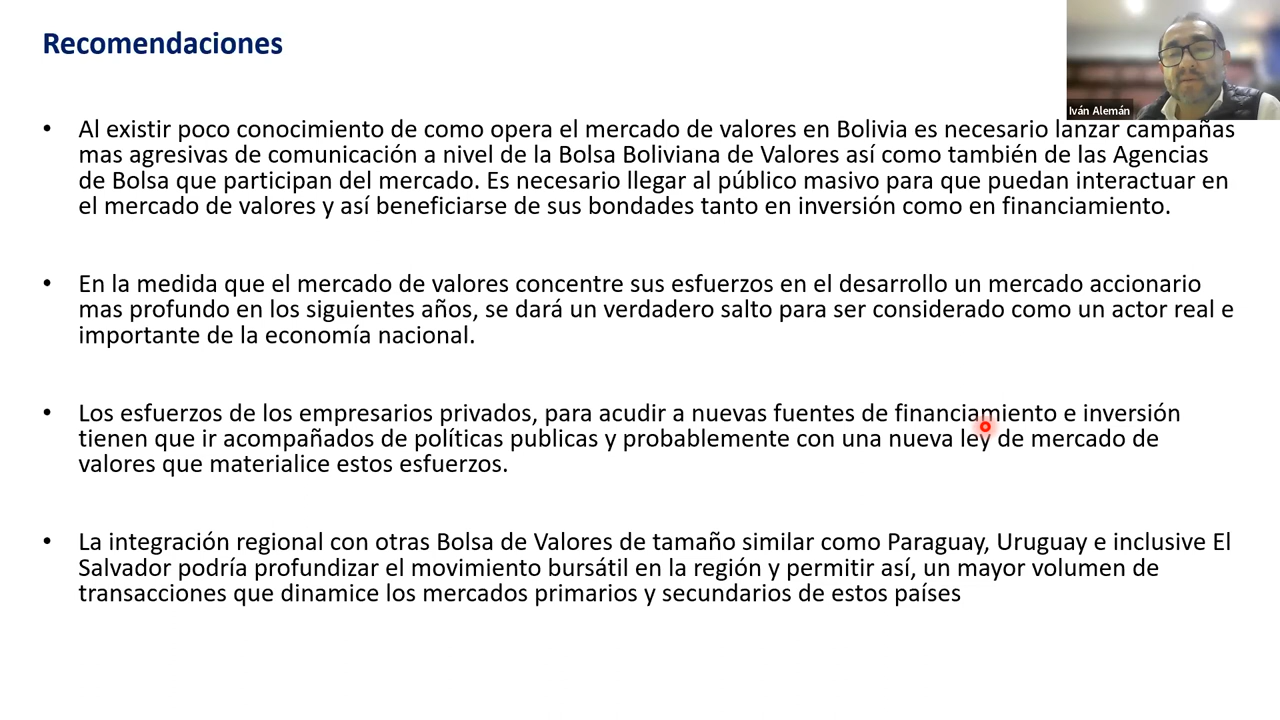 Recomendaciones
Iván Alemán
• Al existir poco conocimiento de como opera el mercado de valores en Bolivia es necesario lanzar campañas
mas agresivas de comunicación a nivel de la Bolsa Boliviana de Valores así como también de las Agencias
de Bolsa que participan del mercado. Es necesario llegar al público masivo para que puedan interactuar en
el mercado de valores y así beneficiarse de sus bondades tanto en inversión como en financiamiento.
• En la medida que el mercado de valores concentre sus esfuerzos en el desarrollo un mercado accionario
mas profundo en los siguientes años, se dará un verdadero salto para ser considerado como un actor real e
importante de la economía nacional.
• Los esfuerzos de los empresarios privados, para acudir a nuevas fuentes de financiamiento e inversión
tienen que ir acompañados de políticas publicas y probablemente con una nueva ley de mercado de
valores que materialice estos esfuerzos.
• La integración regional con otras Bolsa de Valores de tamaño similar como Paraguay, Uruguay e inclusive El
Salvador podría profundizar el movimiento bursátil en la región y permitir así, un mayor volumen de
transacciones que dinamice los mercados primarios y secundarios de estos países